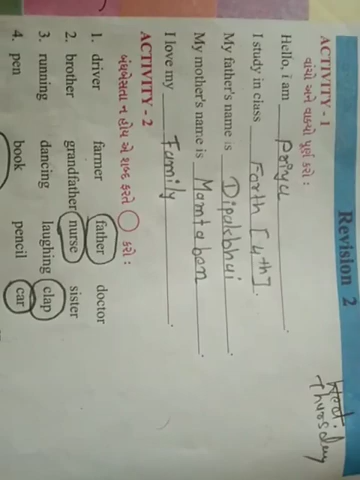 Revision 2
Thursday
ACTIVITY - 1
વાંચો અને વાક્યો પૂર્ણ કરો :
Hello, i am Priya.
I study in class Forth [4th].
My father's name is Dipakbhai.
My mother's name is Mamtaben.
I love my Family.
ACTIVITY - 2
બંધબેસતા ન હોય એ શબ્દ ફરતે ◯ કરો :
1. driver farmer father doctor
2. brother grandfather nurse sister
3. running dancing laughing clap
4. pen book pencil car